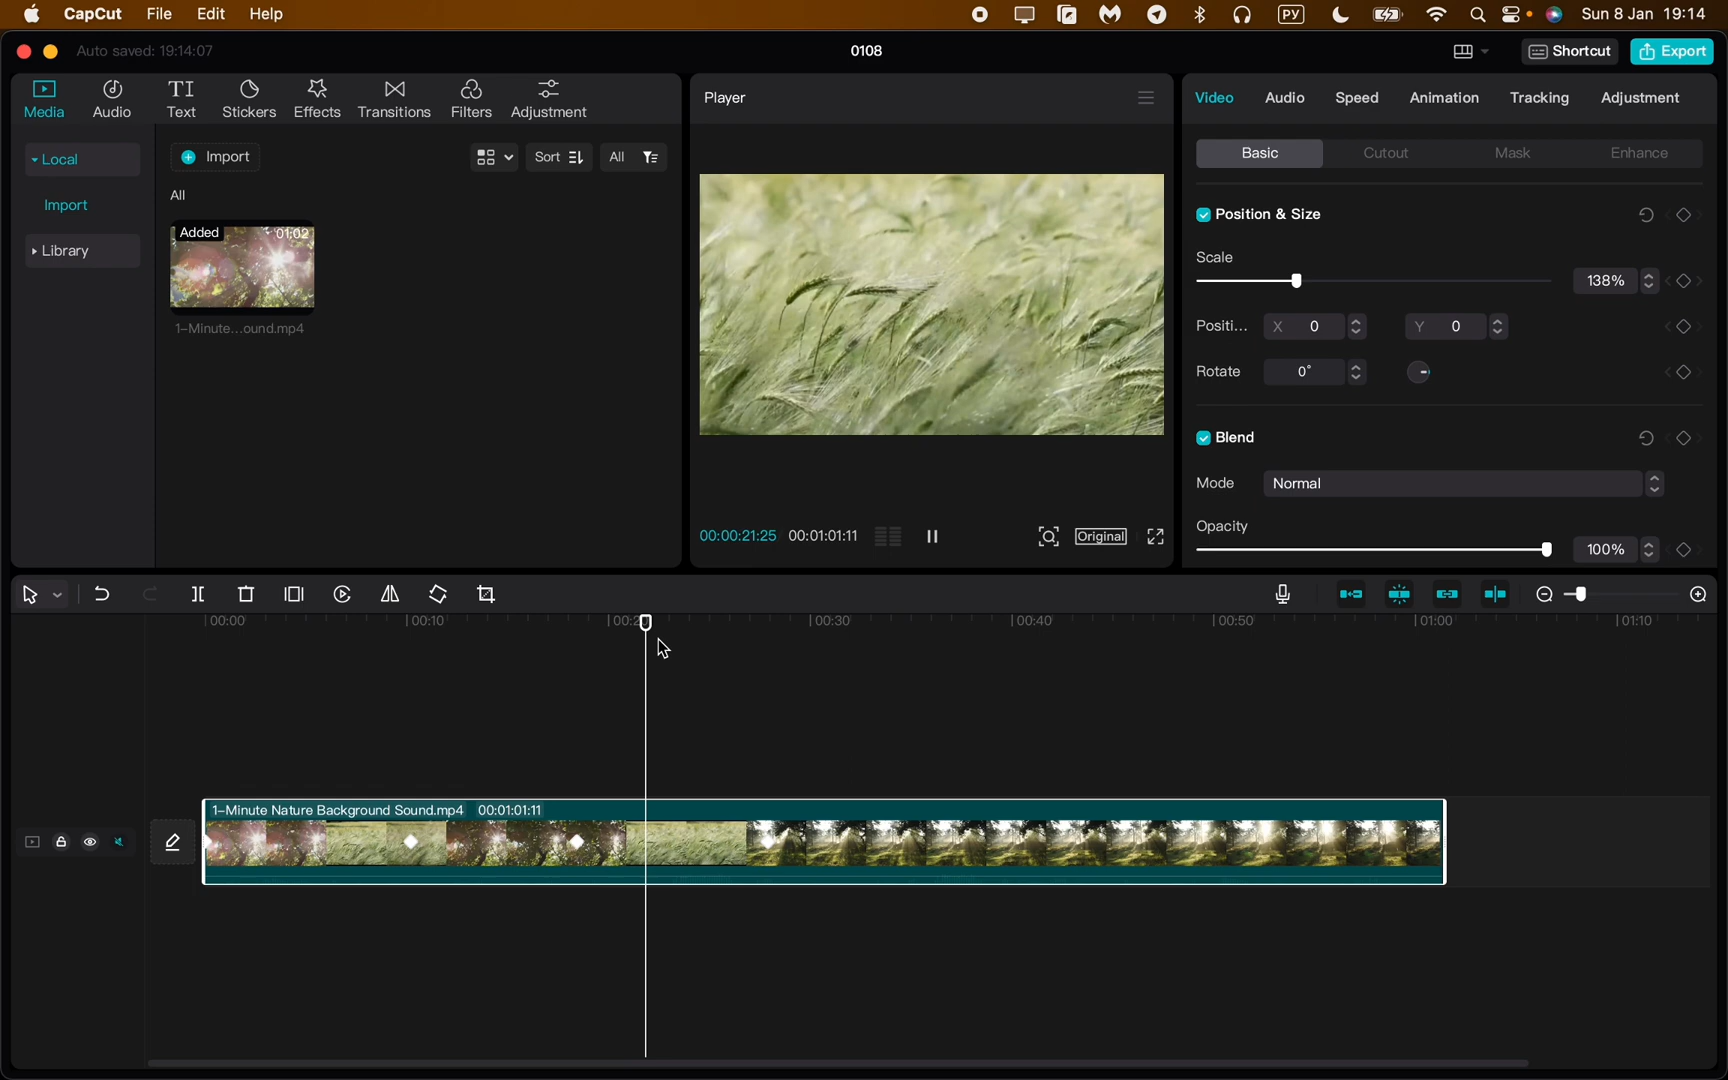 CapCut File Edit Help РУ Sun 8 Jan 19:14
Auto saved: 19:14:07 0108 Shortcut Export
Media Audio Text Stickers Effects Transitions Filters Adjustment
Local
Import
Library
Import Sort All
All
Added 01:02
1-Minute...ound.mp4
Player
00:00:21:25 00:01:01:11 Original
Video Audio Speed Animation Tracking Adjustment
Basic Cutout Mask Enhance
Position & Size
Scale
138%
Positi... X 0 Y 0
Rotate 0°
Blend
Mode Normal
Opacity
100%
00:00 00:10 00:20 00:30 00:40 00:50 01:00 01:10
1-Minute Nature Background Sound.mp4 00:01:01:11